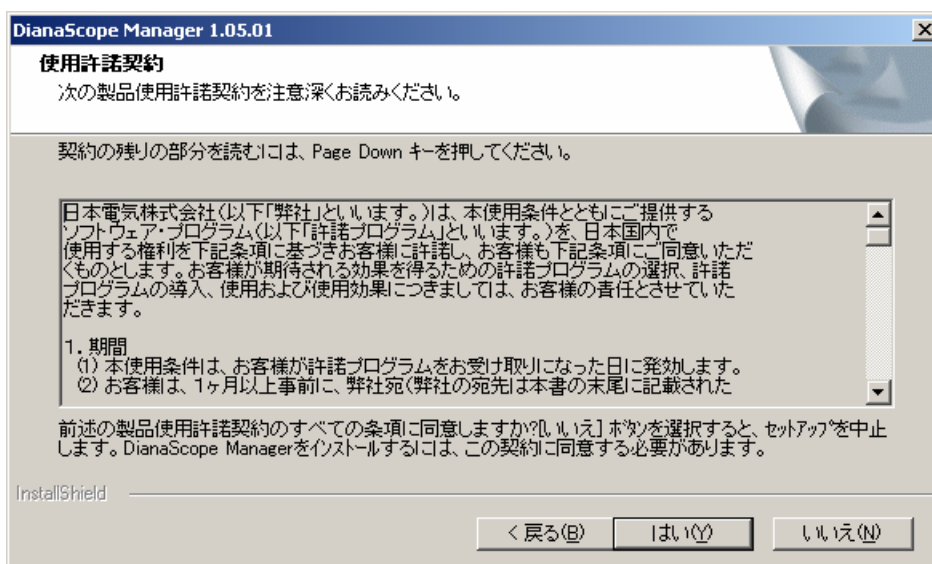 DianaScope Manager 1.05.01
使用許諾契約
次の製品使用許諾契約を注意深くお読みください。
契約の残りの部分を読むには、Page Down キーを押してください。
日本電気株式会社(以下「弊社」といいます。)は、本使用条件とともにご提供する
ソフトウェア・プログラム(以下「許諾プログラム」といいます。)を、日本国内で
使用する権利を下記条項に基づきお客様に許諾し、お客様も下記条項にご同意いただ
くものとします。お客様が期待される効果を得るための許諾プログラムの選択、許諾
プログラムの導入、使用および使用効果につきましては、お客様の責任とさせていた
だきます。
1. 期間
(1) 本使用条件は、お客様が許諾プログラムをお受け取りになった日に発効します。
(2) お客様は、1ヶ月以上事前に、弊社宛(弊社の宛先は本書の末尾に記載された
前述の製品使用許諾契約のすべての条項に同意しますか?[いいえ] ボタンを選択すると、セットアップを中止
します。DianaScope Managerをインストールするには、この契約に同意する必要があります。
InstallShield
< 戻る(B)
はい(Y)
いいえ(N)